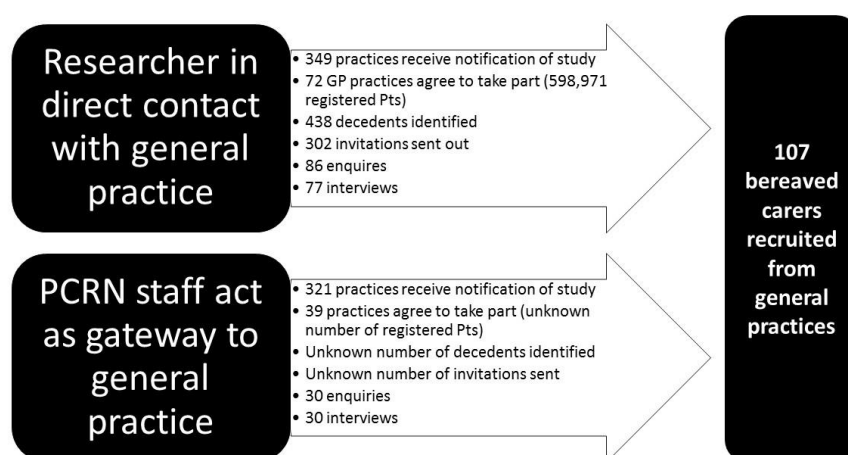 Researcher in
direct contact
with general
practice
• 349 practices receive notification of study
• 72 GP practices agree to take part (598,971
registered Pts)
• 438 decedents identified
• 302 invitations sent out
• 86 enquires
• 77 interviews
PCRN staff act
as gateway to
general
practice
• 321 practices receive notification of study
• 39 practices agree to take part (unknown
number of registered Pts)
• Unknown number of decedents identified
• Unknown number of invitations sent
• 30 enquiries
• 30 interviews
107
bereaved
carers
recruited
from
general
practices